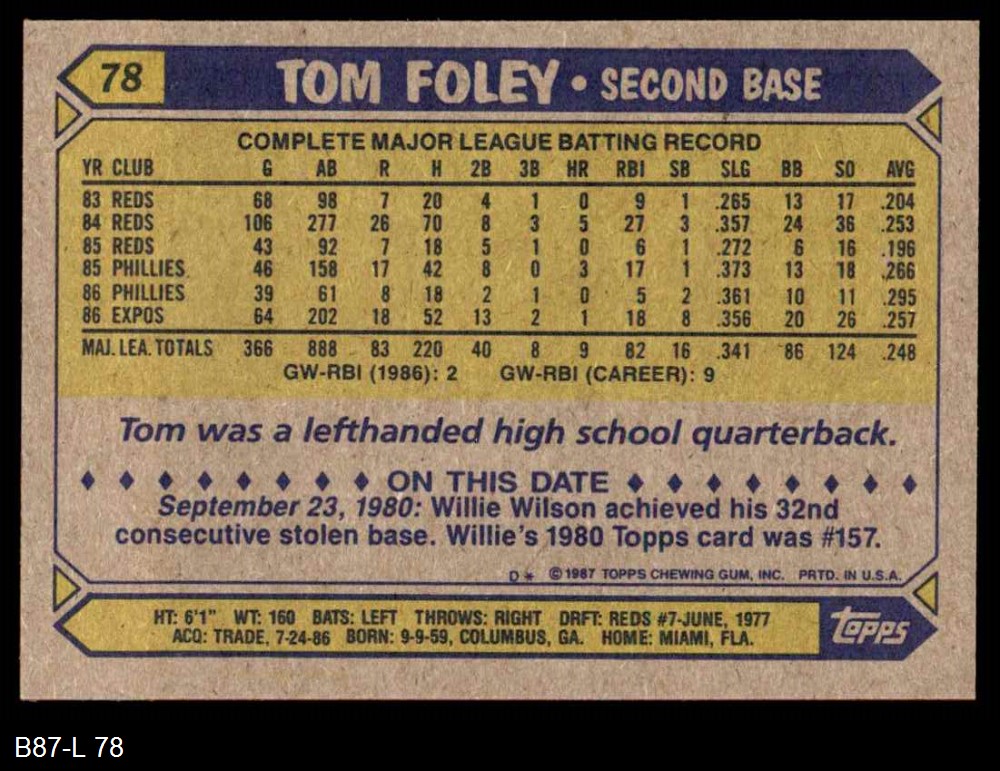 78
TOM FOLEY • SECOND BASE
COMPLETE MAJOR LEAGUE BATTING RECORD
YR CLUB G AB R H 2B 3B HR RBI SB SLG BB SO AVG
83 REDS 68 98 7 20 4 1 0 9 1 .265 13 17 .204
84 REDS 106 277 26 70 8 3 5 27 3 .357 24 36 .253
85 REDS 43 92 7 18 5 1 0 6 1 .272 6 16 .196
85 PHILLIES 46 158 17 42 8 0 3 17 1 .373 13 18 .266
86 PHILLIES 39 61 8 18 2 1 0 5 2 .361 10 11 .295
86 EXPOS 64 202 18 52 13 2 1 18 8 .356 20 26 .257
MAJ. LEA. TOTALS 366 888 83 220 40 8 9 82 16 .341 86 124 .248
GW-RBI (1986): 2 GW-RBI (CAREER): 9
Tom was a lefthanded high school quarterback.
♦ ♦ ♦ ♦ ♦ ♦ ♦ ♦ ON THIS DATE ♦ ♦ ♦ ♦ ♦ ♦ ♦ ♦
September 23, 1980: Willie Wilson achieved his 32nd
consecutive stolen base. Willie's 1980 Topps card was #157.
D* ©1987 TOPPS CHEWING GUM, INC. PRTD. IN U.S.A.
HT: 6'1" WT: 160 BATS: LEFT THROWS: RIGHT DRFT: REDS #7-JUNE, 1977
ACQ: TRADE, 7-24-86 BORN: 9-9-59, COLUMBUS, GA. HOME: MIAMI, FLA.
topps
B87-L 78